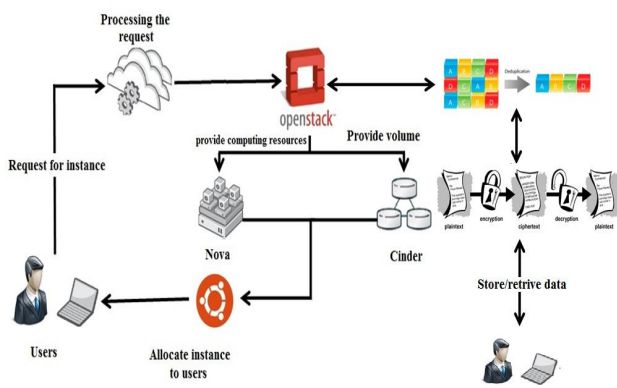 Processing the
request
openstack™
provide computing resources
Provide volume
Request for instance
Nova
Cinder
Users
Allocate instance
to users
A B C D
D C A B
C B A D
Deduplication
A B C D
plaintext
encryption
ciphertext
decryption
plaintext
Store/retrive data